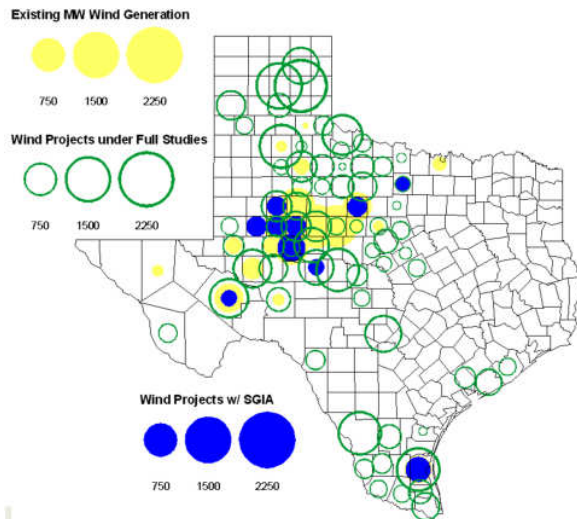 Existing MW Wind Generation
750 1500 2250
Wind Projects under Full Studies
750 1500 2250
Wind Projects w/ SGIA
750 1500 2250